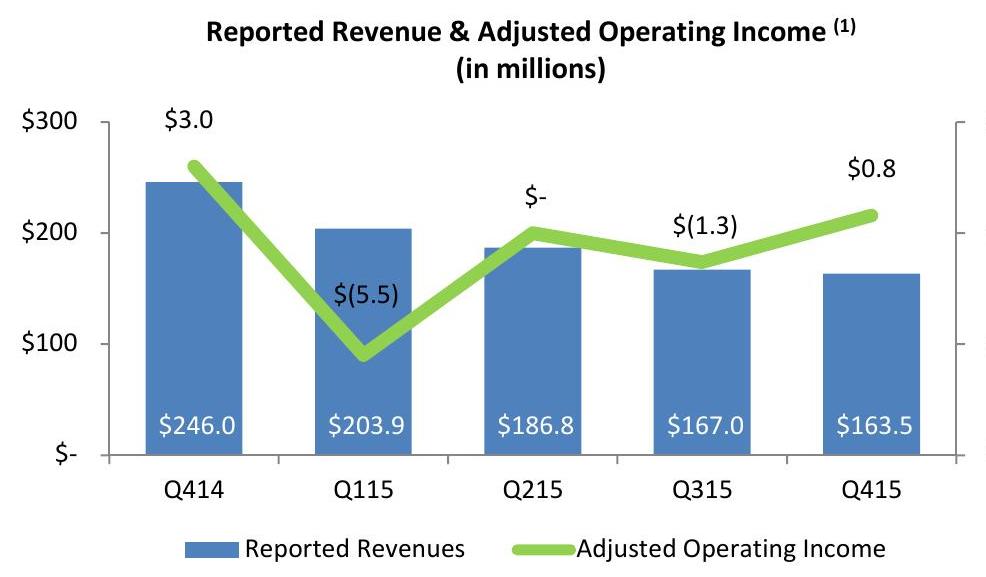 Reported Revenue & Adjusted Operating Income (1)
(in millions)
$300
$200
$100
$-
$3.0
$(5.5)
$-
$(1.3)
$0.8
$246.0
$203.9
$186.8
$167.0
$163.5
Q414
Q115
Q215
Q315
Q415
Reported Revenues
Adjusted Operating Income